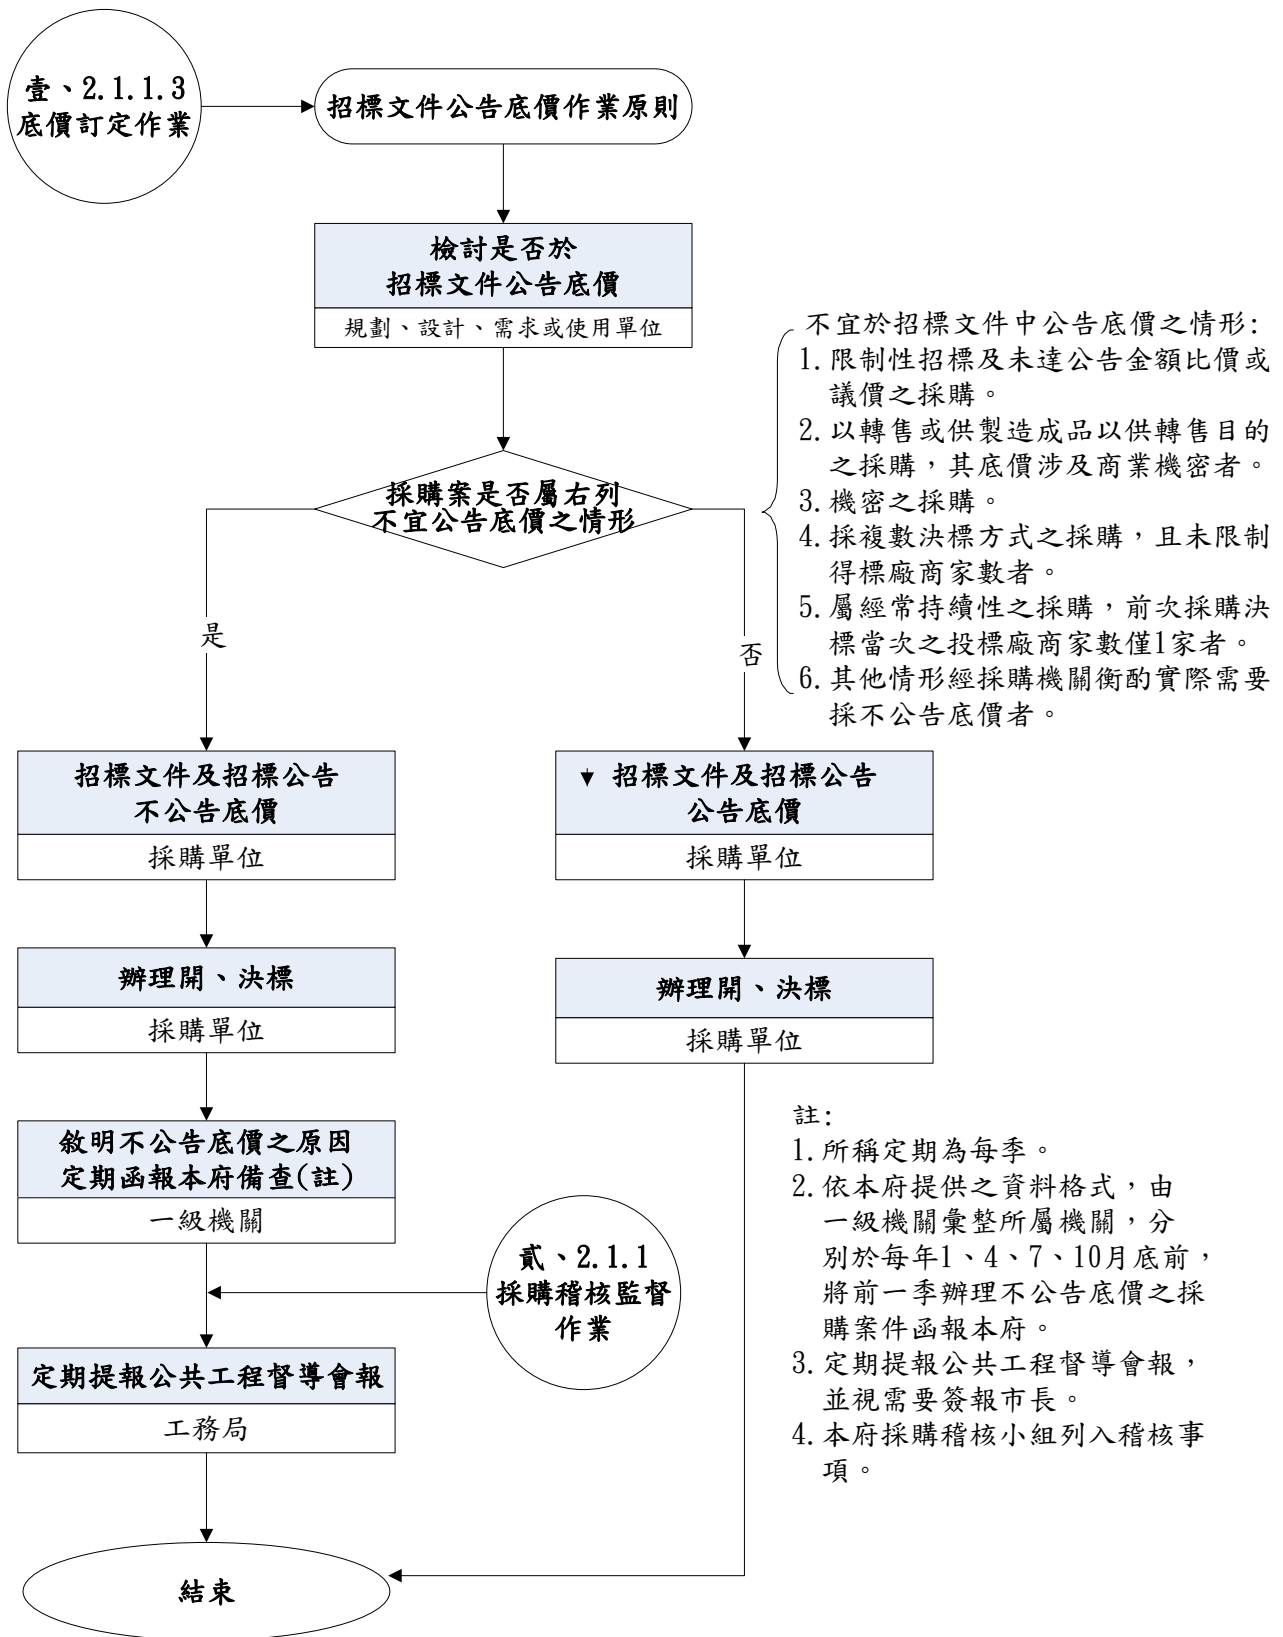 壹、2.1.1.3
底價訂定作業
招標文件公告底價作業原則
檢討是否於
招標文件公告底價
規劃、設計、需求或使用單位
採購案是否屬右列
不宜公告底價之情形
不宜於招標文件中公告底價之情形:
1.限制性招標及未達公告金額比價或
議價之採購。
2.以轉售或供製造成品以供轉售目的
之採購，其底價涉及商業機密者。
3.機密之採購。
4.採複數決標方式之採購，且未限制
得標廠商家數者。
5.屬經常持續性之採購，前次採購決
標當次之投標廠商家數僅1家者。
6.其他情形經採購機關衡酌實際需要
採不公告底價者。
是
否
招標文件及招標公告
不公告底價
採購單位
▼ 招標文件及招標公告
公告底價
採購單位
辦理開、決標
採購單位
辦理開、決標
採購單位
敘明不公告底價之原因
定期函報本府備查(註)
一級機關
貳、2.1.1
採購稽核監督
作業
定期提報公共工程督導會報
工務局
結束
註:
1.所稱定期為每季。
2.依本府提供之資料格式，由
一級機關彙整所屬機關，分
別於每年1、4、7、10月底前，
將前一季辦理不公告底價之採
購案件函報本府。
3.定期提報公共工程督導會報，
並視需要簽報市長。
4.本府採購稽核小組列入稽核事
項。